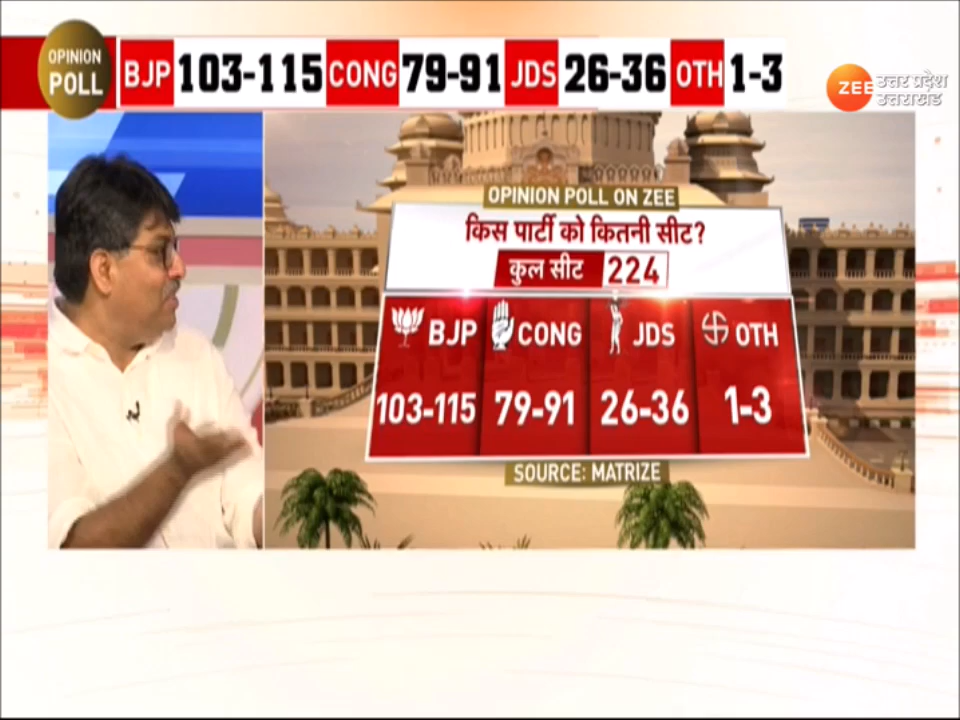 OPINION
POLL
BJP 103-115 CONG 79-91 JDS 26-36 OTH 1-3
ZEE उत्तर प्रदेश
उत्तराखंड
OPINION POLL ON ZEE
किस पार्टी को कितनी सीट?
कुल सीट 224
BJP CONG JDS OTH
103-115 79-91 26-36 1-3
SOURCE: MATRIZE